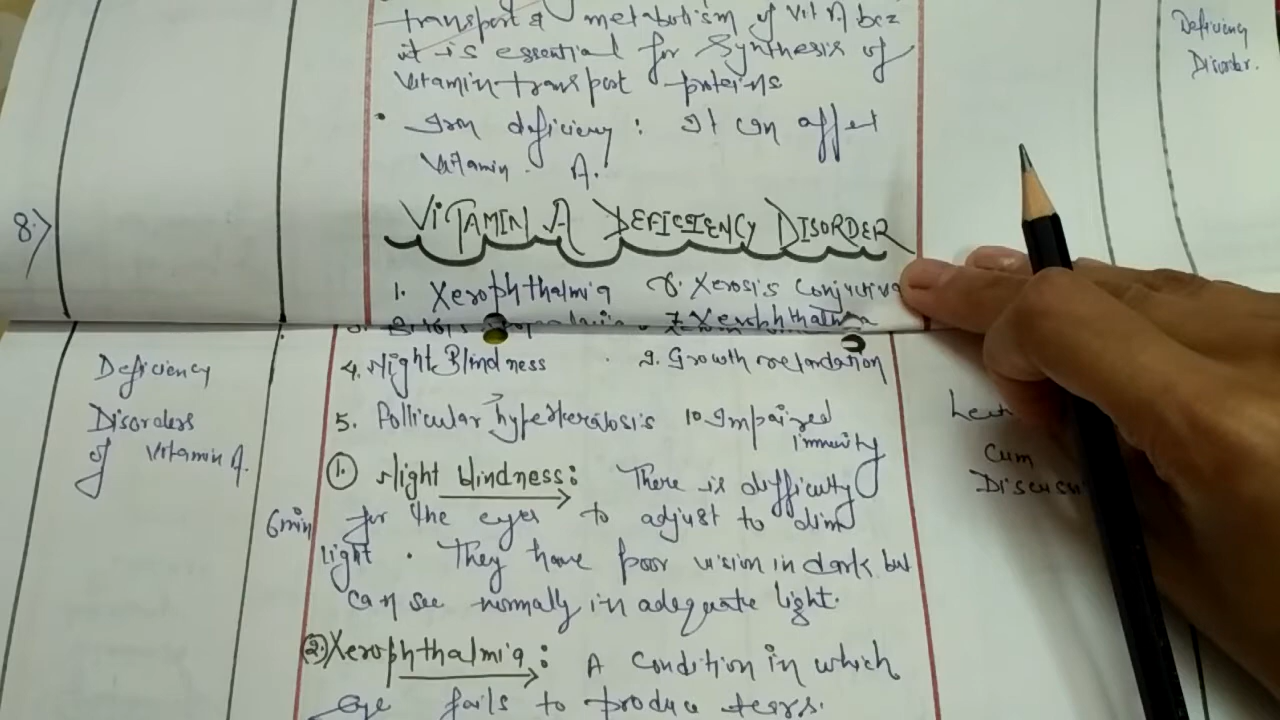 transport & metabolism of vit A bcz
it is essential for synthesis of
vitamin transport proteins
• Iron deficiency: It can affect
Vitamin. A.
Deficiency
Disorder.
8.)
VITAMIN A DEFICIENCY DISORDER
1. Xerophthalmia 6. Xerosis Conjuctiva
7. Xerophthalmia
4. Night Blindness 9. Growth retardation
5. Follicular hyperkeratosis 10 Impaired
immunity
Deficiency
Disorders
of Vitamin A.
① Night blindness: There is difficulty
6min for the eyes to adjust to dim
light. They have poor vision in dark but
can see normally in adequate light.
② Xerophthalmia: A condition in which
eye fails to produce tears.
Cum